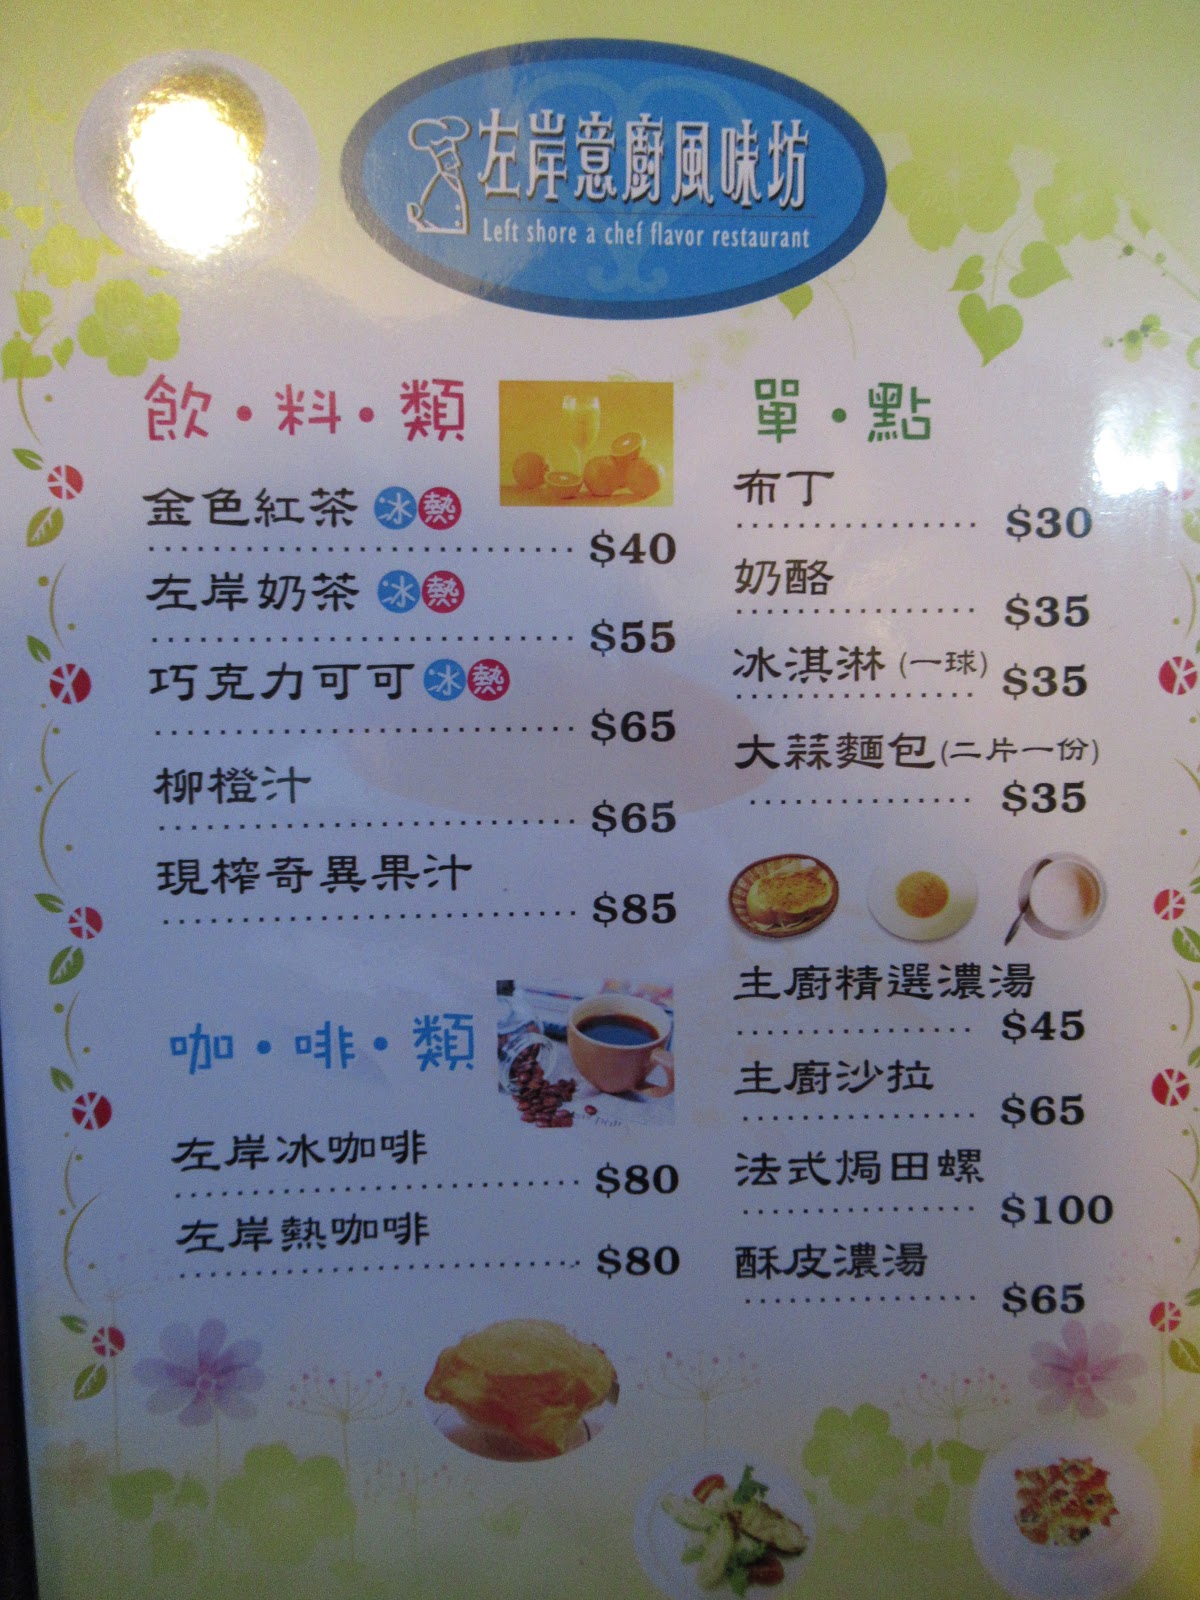 左岸意廚風味坊
Left shore a chef flavor restaurant
飲・料・類
金色紅茶 冰 熱
$40
左岸奶茶 冰 熱
$55
巧克力可可 冰 熱
$65
柳橙汁
$65
現榨奇異果汁
$85
咖・啡・類
左岸冰咖啡
$80
左岸熱咖啡
$80
單・點
布丁
$30
奶酪
$35
冰淇淋 (一球) $35
大蒜麵包 (二片一份)
$35
主廚精選濃湯
$45
主廚沙拉
$65
法式焗田螺
$100
酥皮濃湯
$65